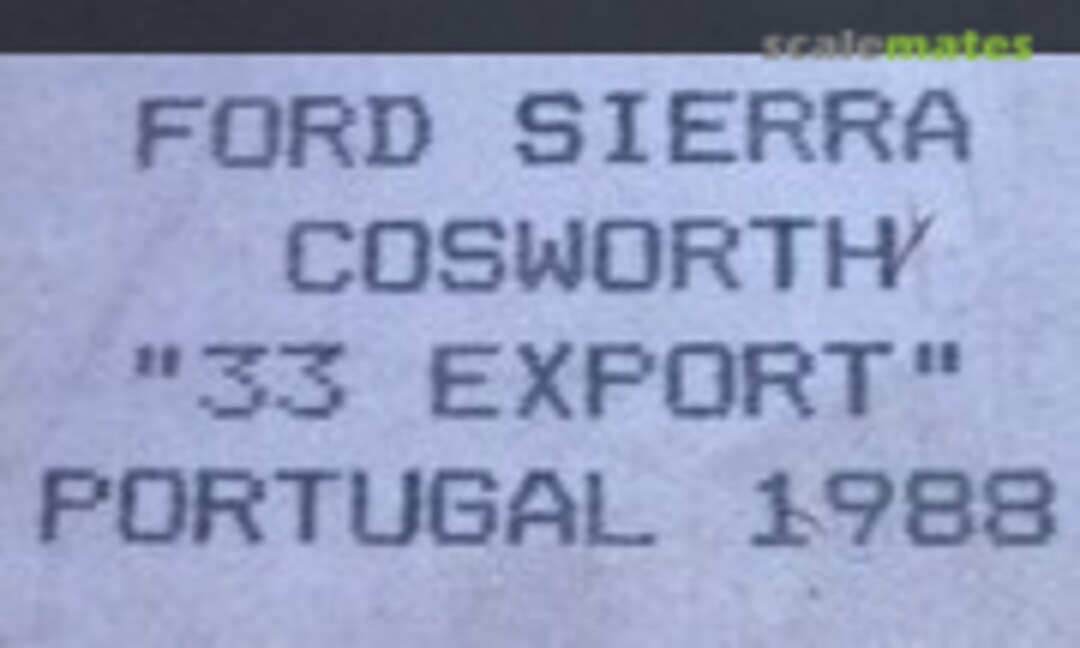 scalemates
FORD SIERRA
COSWORTH
"33 EXPORT"
PORTUGAL 1988